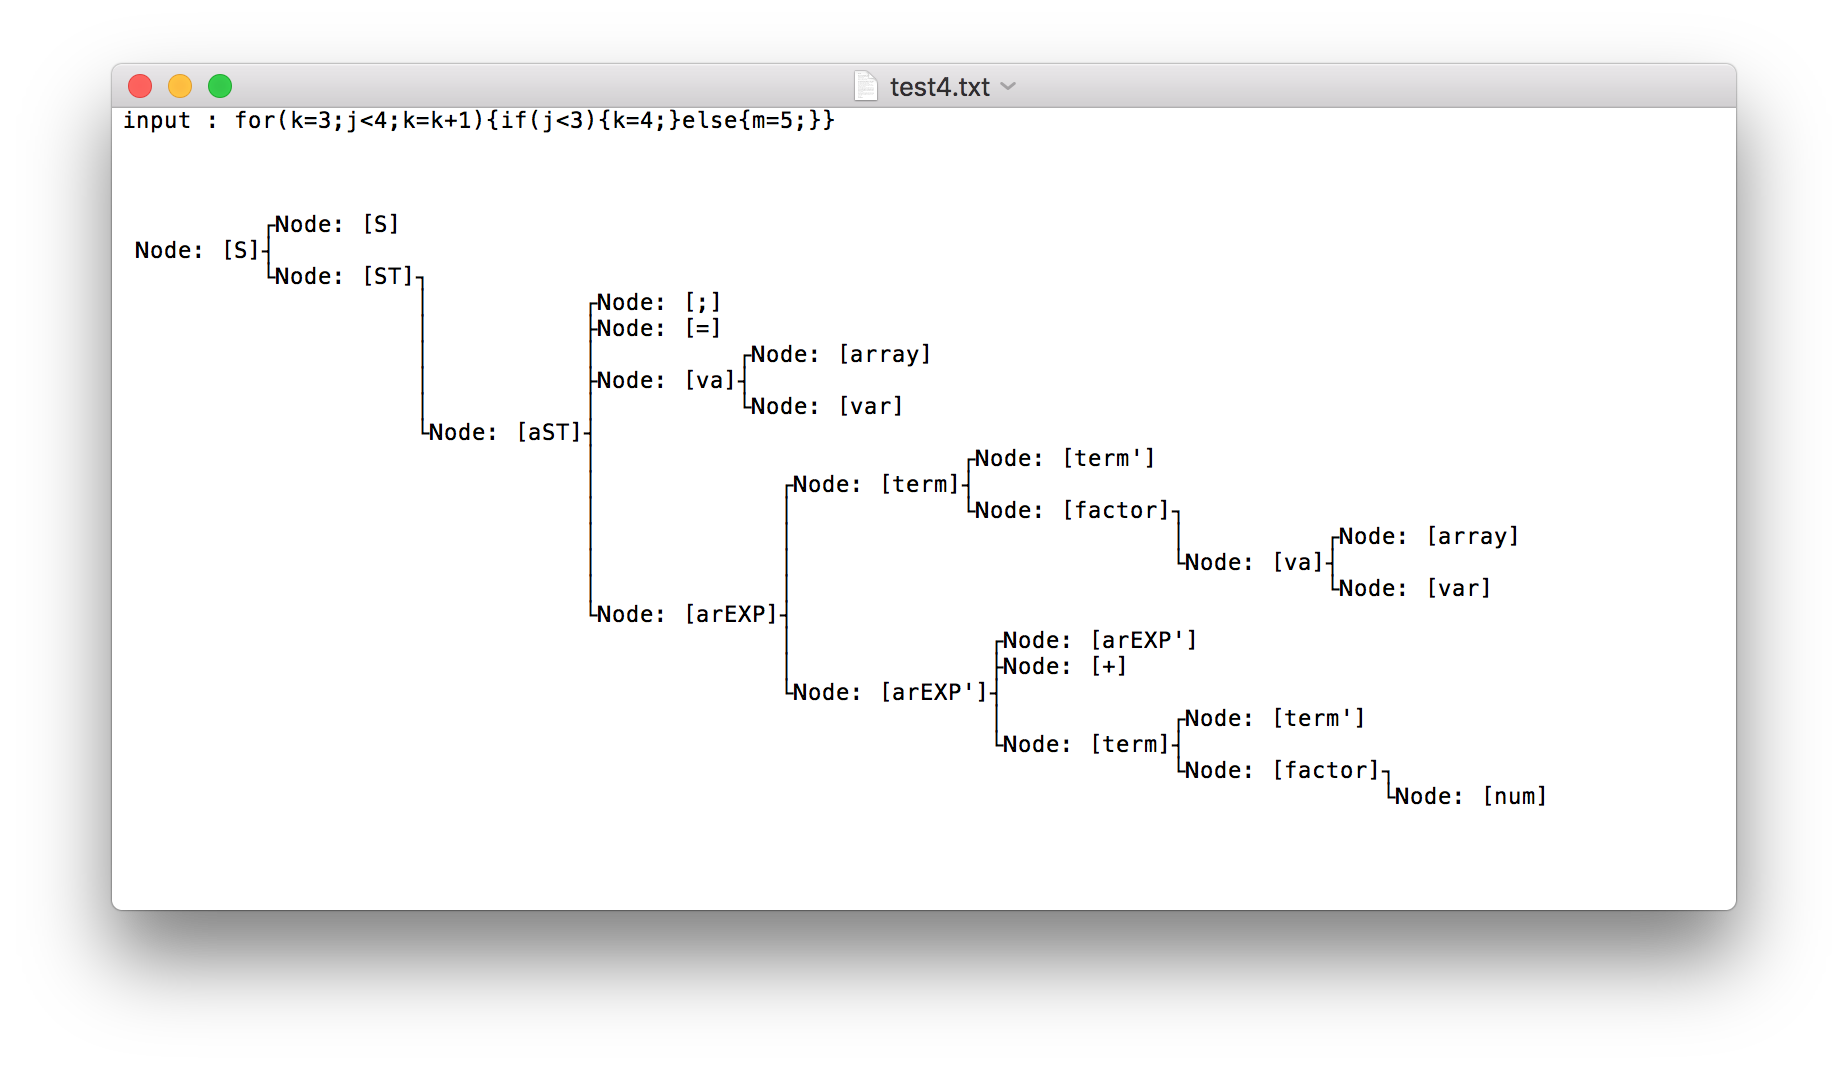 test4.txt
input : for(k=3;j<4;k=k+1){if(j<3){k=4;}else{m=5;}}
Node: [S]
Node: [S]
Node: [ST]
Node: [;]
Node: [=]
Node: [array]
Node: [va]
Node: [var]
Node: [aST]
Node: [term']
Node: [term]
Node: [factor]
Node: [array]
Node: [va]
Node: [var]
Node: [arEXP]
Node: [arEXP']
Node: [+]
Node: [arEXP']
Node: [term']
Node: [term]
Node: [factor]
Node: [num]